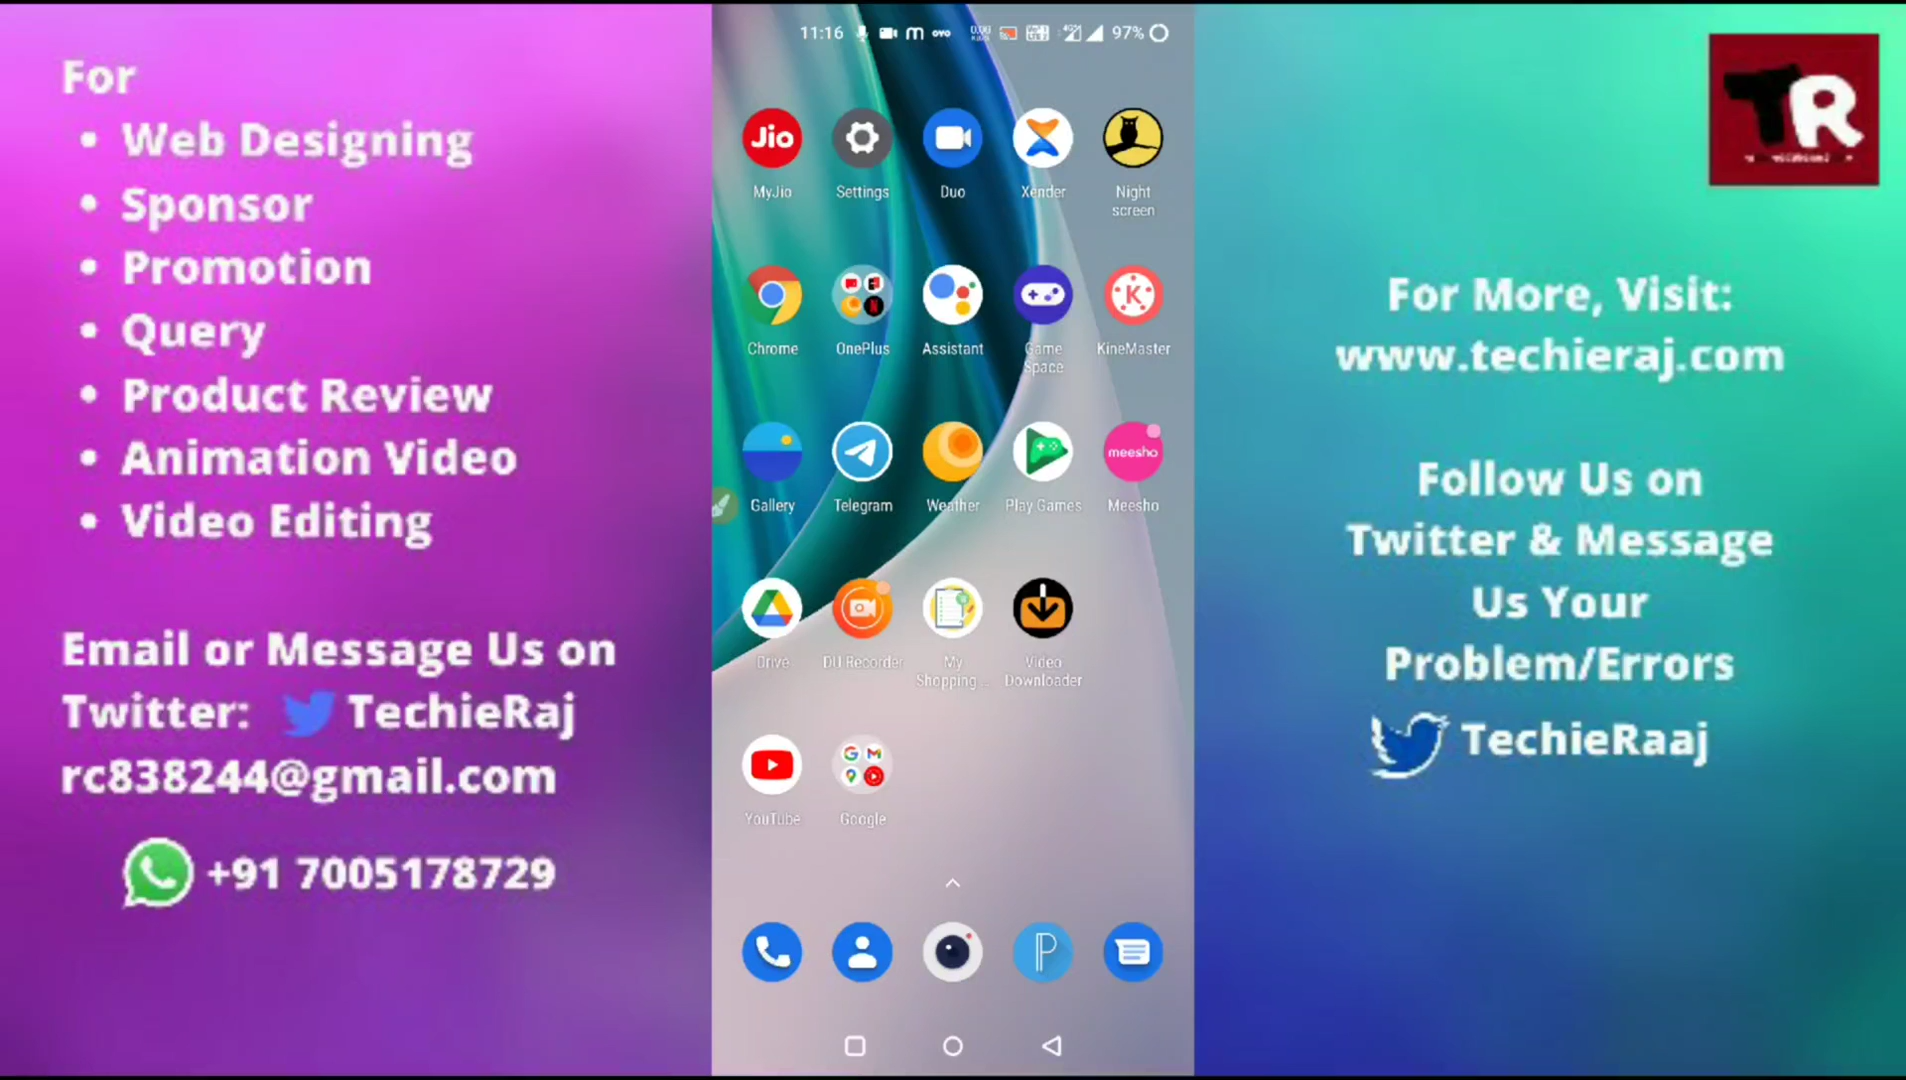 For
• Web Designing
• Sponsor
• Promotion
• Query
• Product Review
• Animation Video
• Video Editing
Email or Message Us on
Twitter: TechieRaj
rc838244@gmail.com
+91 7005178729
11:16 97%
Jio
MyJio Settings Duo Xender Night screen
Chrome OnePlus Assistant Game Space KineMaster
meesho
Gallery Telegram Weather Play Games Meesho
Drive DU Recorder My Shopping... Video Downloader
YouTube Google
TR
For More, Visit:
www.techieraj.com
Follow Us on
Twitter & Message
Us Your
Problem/Errors
TechieRaaj